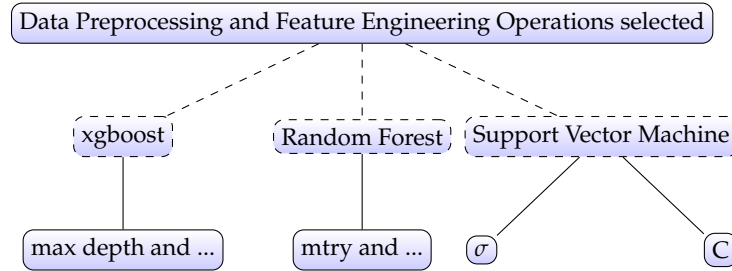 Data Preprocessing and Feature Engineering Operations selected
xgboost
Random Forest
Support Vector Machine
max depth and ...
mtry and ...
σ
C